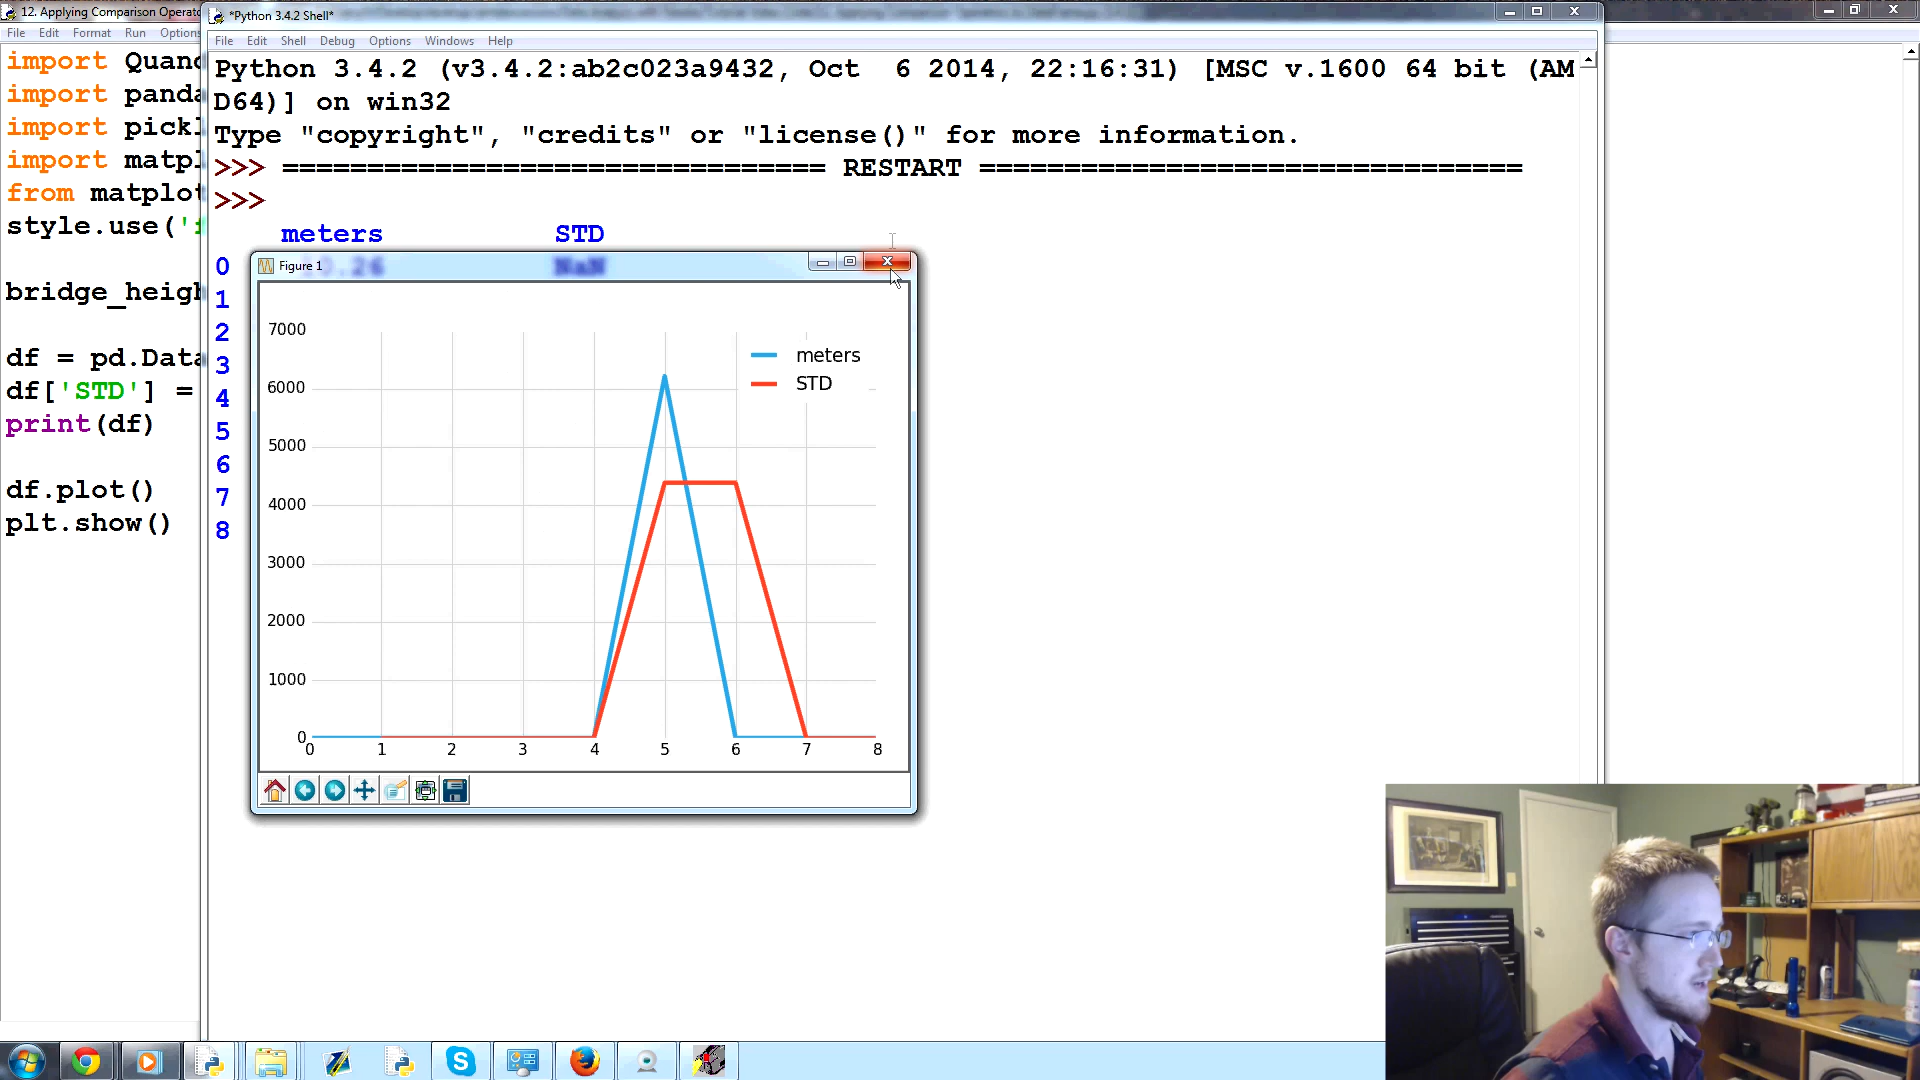 12. Applying Comparison Operato
File Edit Format Run Options
import Quand
import panda
import pickl
import matpl
from matplot
style.use('f
bridge_heigh
df = pd.Data
df['STD'] =
print(df)
df.plot()
plt.show()
*Python 3.4.2 Shell*
File Edit Shell Debug Options Windows Help
Python 3.4.2 (v3.4.2:ab2c023a9432, Oct  6 2014, 22:16:31) [MSC v.1600 64 bit (AM
D64)] on win32
Type "copyright", "credits" or "license()" for more information.
>>> ================================ RESTART ================================
>>>
meters STD
0 NaN
1
2
3
4
5
6
7
8
Figure 1
7000
6000
5000
4000
3000
2000
1000
0
0 1 2 3 4 5 6 7 8
meters
STD